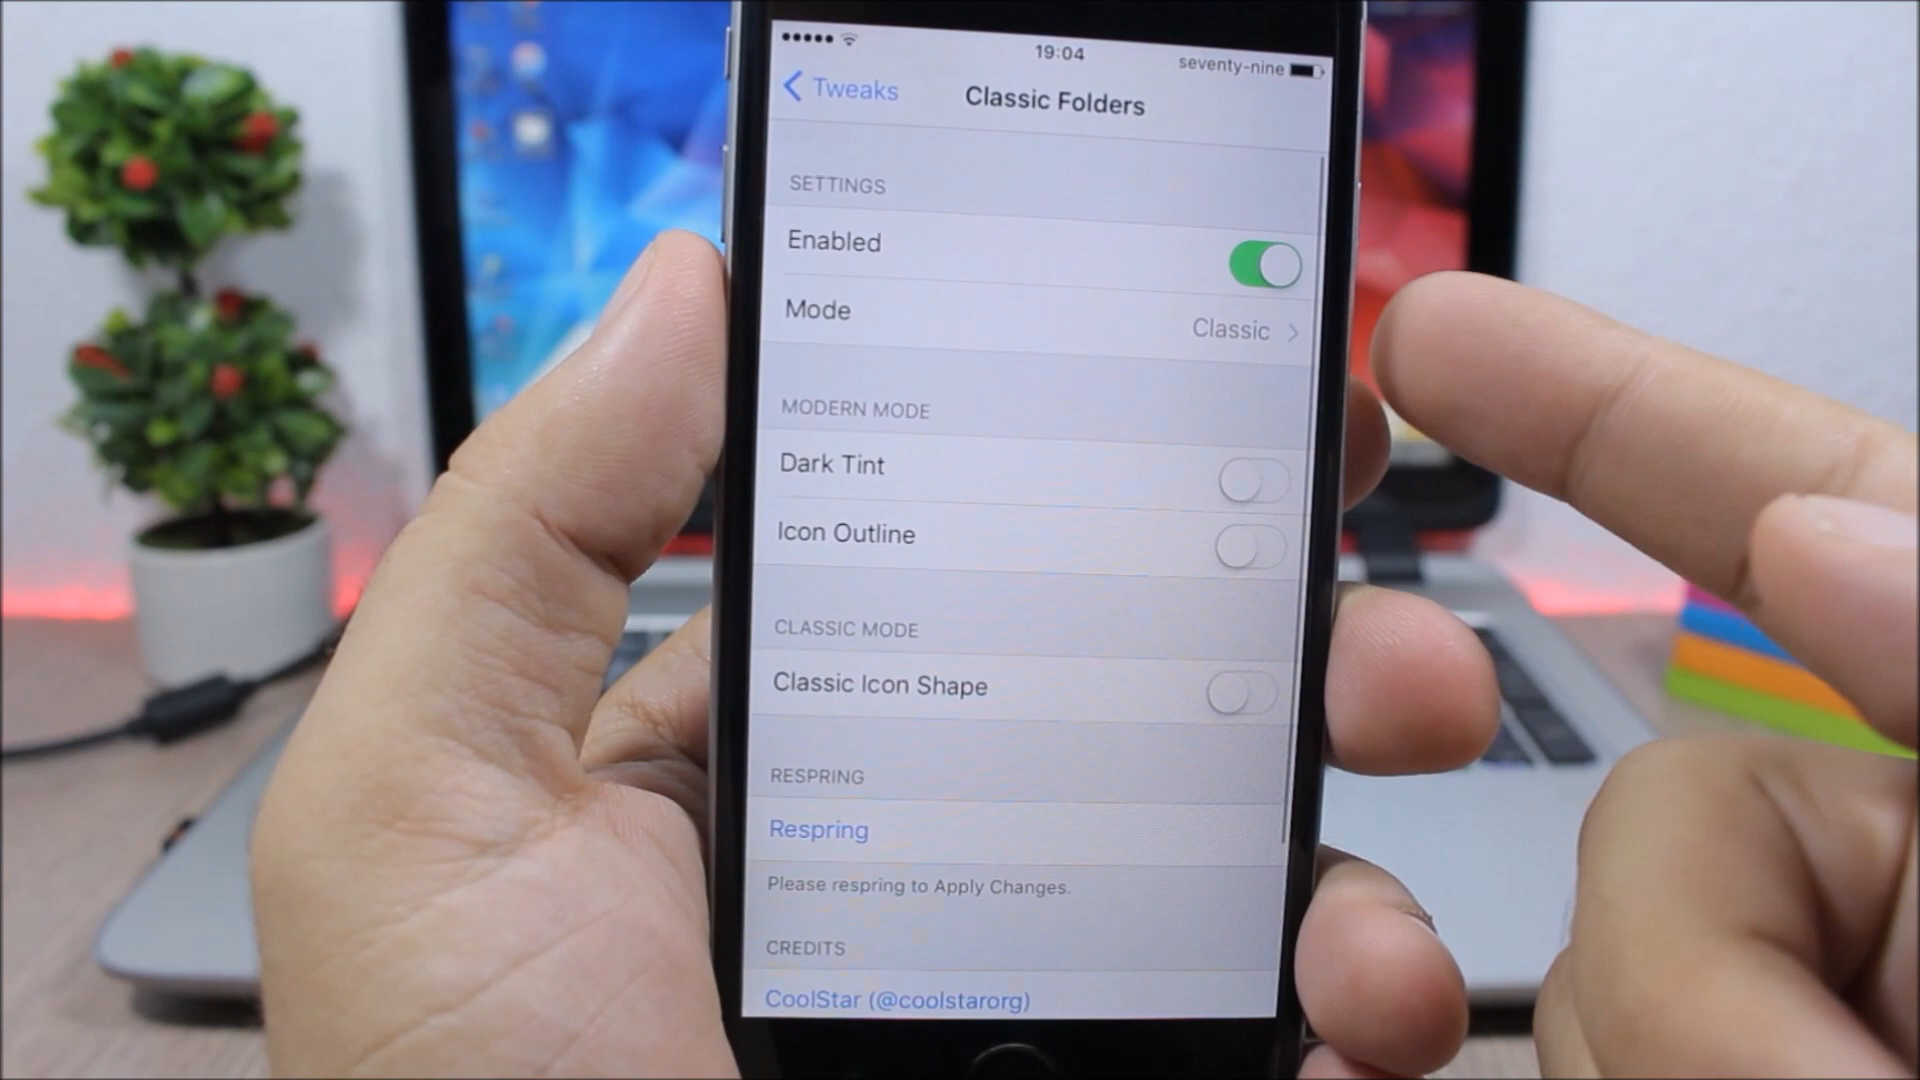 19:04
seventy-nine
Tweaks
Classic Folders
SETTINGS
Enabled
Mode
Classic
MODERN MODE
Dark Tint
Icon Outline
CLASSIC MODE
Classic Icon Shape
RESPRING
Respring
Please respring to Apply Changes.
CREDITS
CoolStar (@coolstarorg)